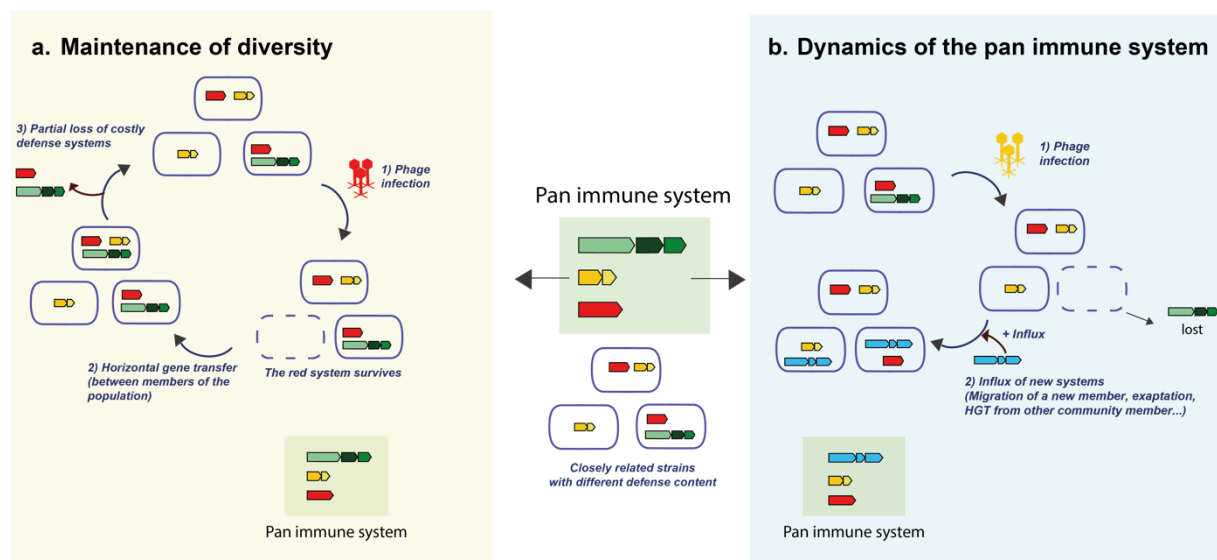 a. Maintenance of diversity
3) Partial loss of costly
defense systems
1) Phage
infection
2) Horizontal gene transfer
(between members of the
population)
The red system survives
Pan immune system
Pan immune system
Closely related strains
with different defense content
b. Dynamics of the pan immune system
1) Phage
infection
lost
+ Influx
2) Influx of new systems
(Migration of a new member, exaptation,
HGT from other community member...)
Pan immune system